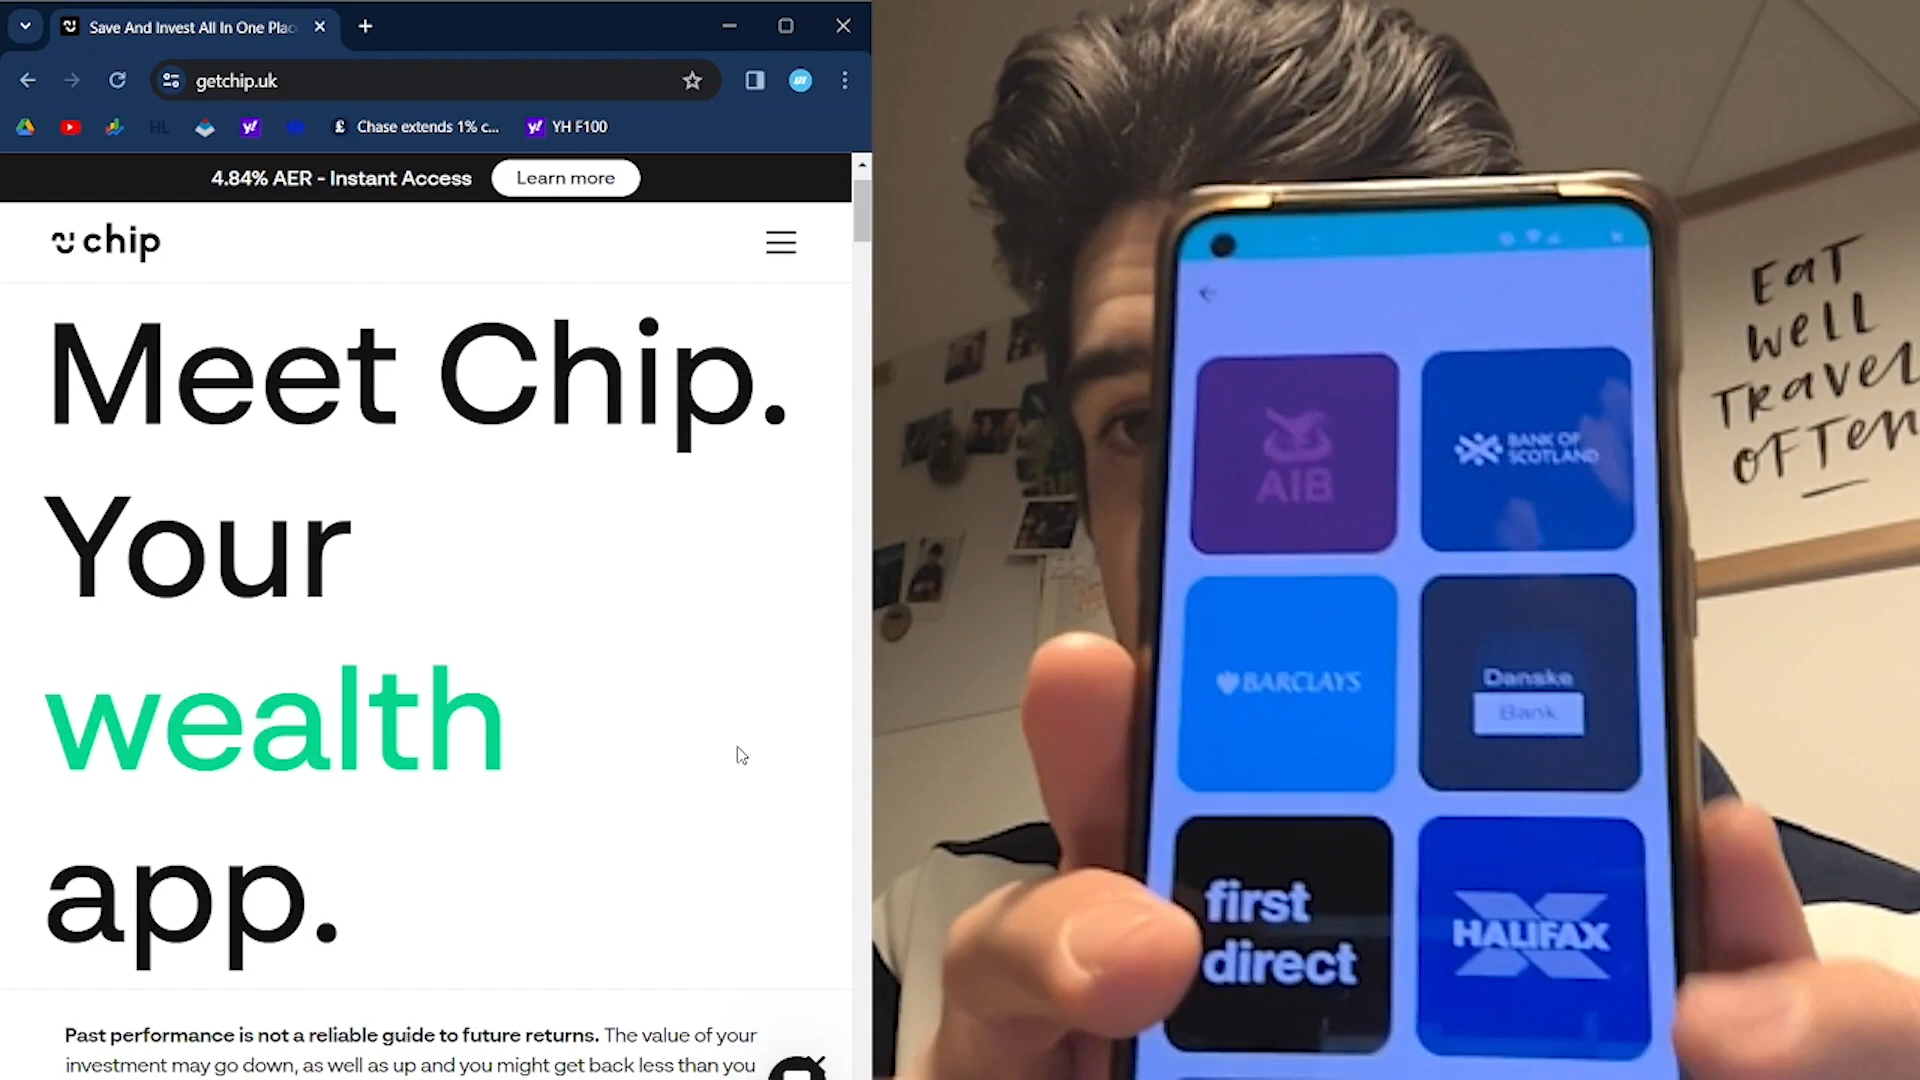 Save And Invest All In One Plac
getchip.uk
HL
£ Chase extends 1% c...
y! YH F100
4.84% AER - Instant Access
Learn more
chip
Meet Chip.
Your
wealth
app.
Past performance is not a reliable guide to future returns. The value of your
investment may go down, as well as up and you might get back less than you
AIB
BANK OF
SCOTLAND
BARCLAYS
Danske
Bank
first
direct
HALIFAX
EAT
WELL
TRAVEL
OFTEN